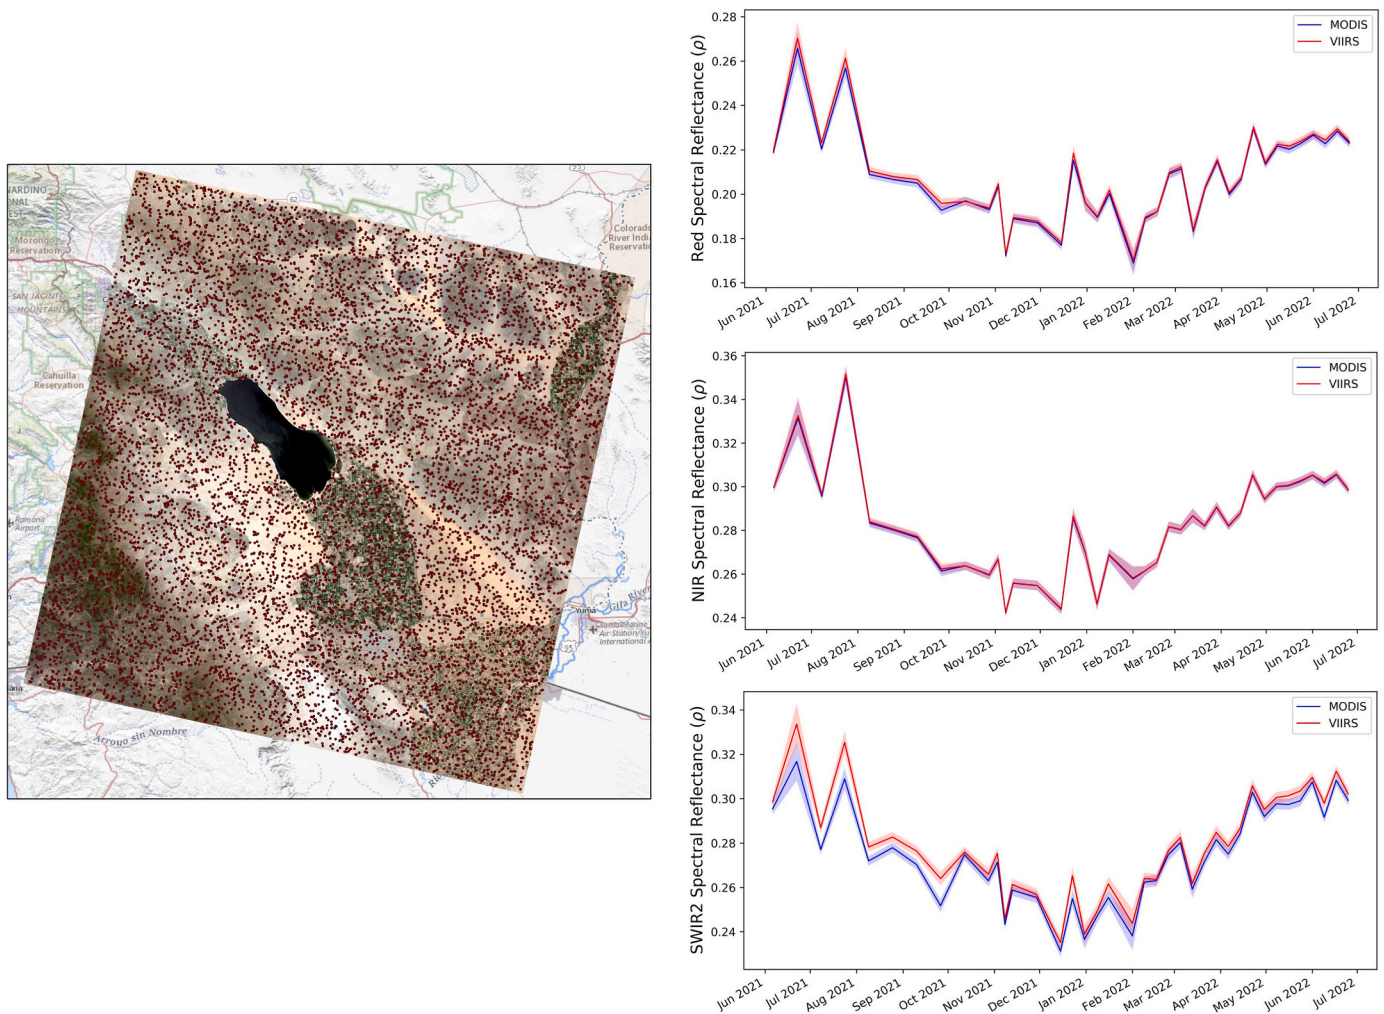 NARDINO
NAL
EST
Morongo
Reservation
SAN JACINTO
MOUNTAINS
Cahuilla
Reservation
Ramona
Airport
Arroyo sin Nombre
62
95
Colorado
River Indi
Reservati
Yuma
Gila River
Air Station/Yu
International A
95
Red Spectral Reflectance (ρ)
0.28
0.26
0.24
0.22
0.20
0.18
0.16
MODIS
VIIRS
Jun 2021
Jul 2021
Aug 2021
Sep 2021
Oct 2021
Nov 2021
Dec 2021
Jan 2022
Feb 2022
Mar 2022
Apr 2022
May 2022
Jun 2022
Jul 2022
NIR Spectral Reflectance (ρ)
0.36
0.34
0.32
0.30
0.28
0.26
0.24
MODIS
VIIRS
Jun 2021
Jul 2021
Aug 2021
Sep 2021
Oct 2021
Nov 2021
Dec 2021
Jan 2022
Feb 2022
Mar 2022
Apr 2022
May 2022
Jun 2022
Jul 2022
SWIR2 Spectral Reflectance (ρ)
0.34
0.32
0.30
0.28
0.26
0.24
MODIS
VIIRS
Jun 2021
Jul 2021
Aug 2021
Sep 2021
Oct 2021
Nov 2021
Dec 2021
Jan 2022
Feb 2022
Mar 2022
Apr 2022
May 2022
Jun 2022
Jul 2022